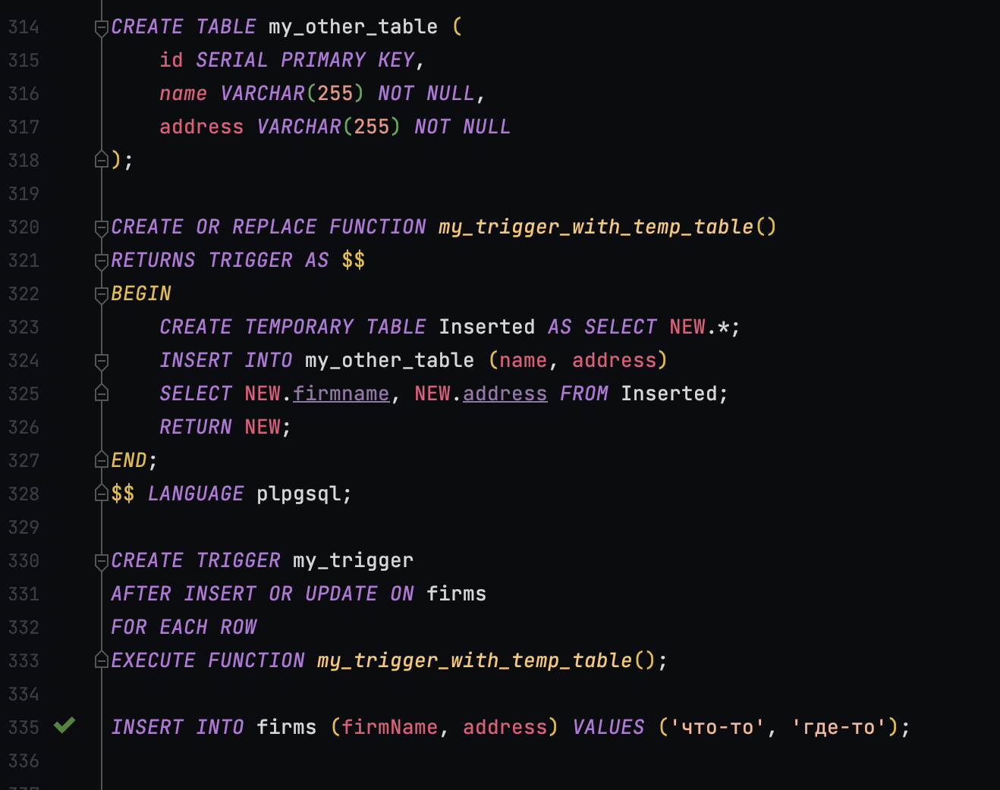 314 CREATE TABLE my_other_table (
315 id SERIAL PRIMARY KEY,
316 name VARCHAR(255) NOT NULL,
317 address VARCHAR(255) NOT NULL
318 );
319
320 CREATE OR REPLACE FUNCTION my_trigger_with_temp_table()
321 RETURNS TRIGGER AS $$
322 BEGIN
323 CREATE TEMPORARY TABLE Inserted AS SELECT NEW.*;
324 INSERT INTO my_other_table (name, address)
325 SELECT NEW.firmname, NEW.address FROM Inserted;
326 RETURN NEW;
327 END;
328 $$ LANGUAGE plpgsql;
329
330 CREATE TRIGGER my_trigger
331 AFTER INSERT OR UPDATE ON firms
332 FOR EACH ROW
333 EXECUTE FUNCTION my_trigger_with_temp_table();
334
335 INSERT INTO firms (firmName, address) VALUES ('что-то', 'где-то');
336